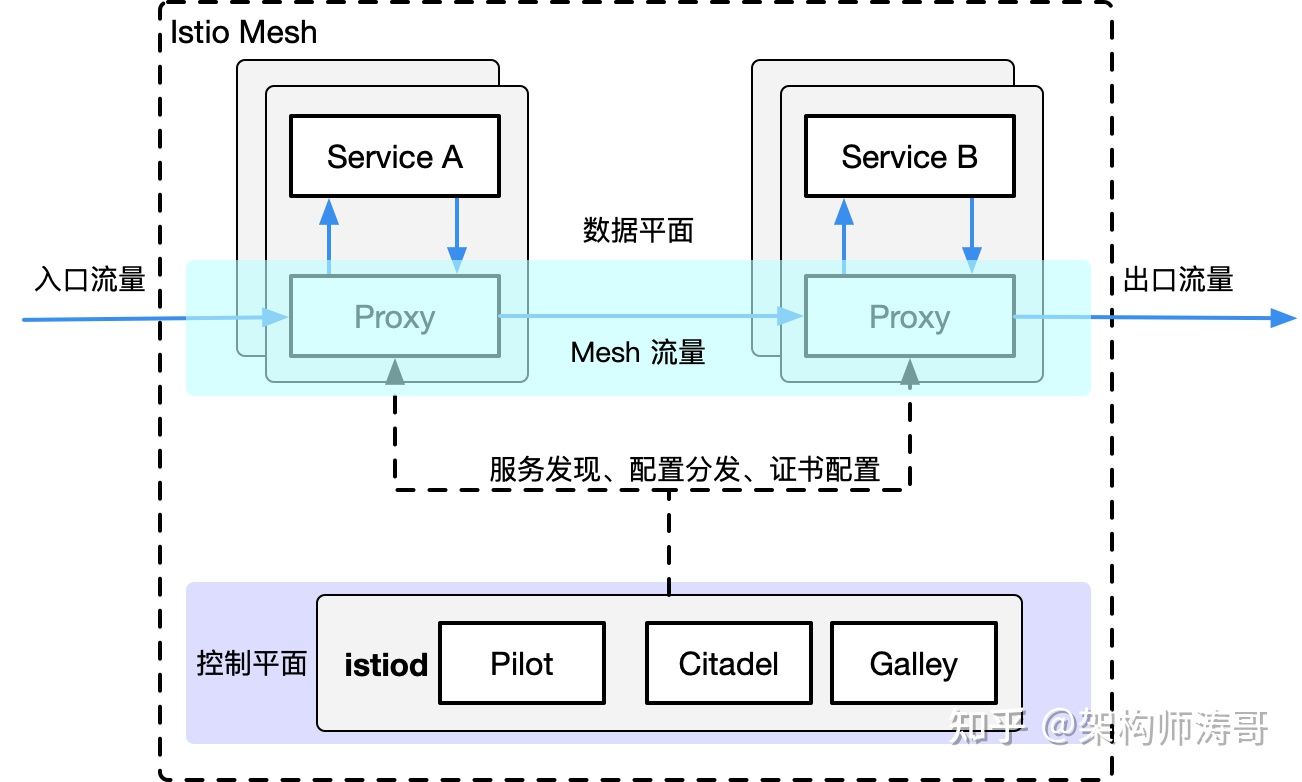 Istio Mesh
Service A
Service B
数据平面
入口流量
出口流量
Proxy
Proxy
Mesh 流量
服务发现、配置分发、证书配置
控制平面
istiod
Pilot
Citadel
Galley
知乎 @架构师涛哥